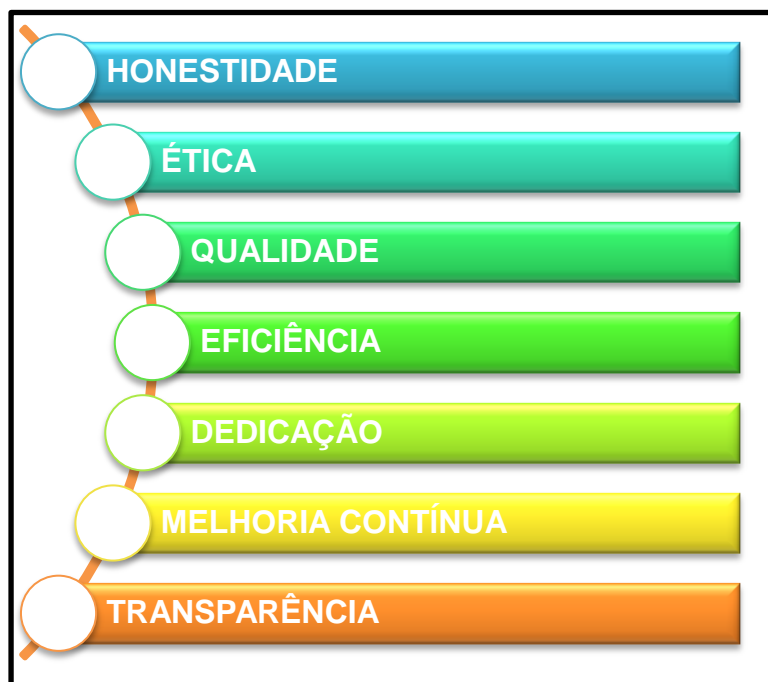 HONESTIDADE
ÉTICA
QUALIDADE
EFICIÊNCIA
DEDICAÇÃO
MELHORIA CONTÍNUA
TRANSPARÊNCIA